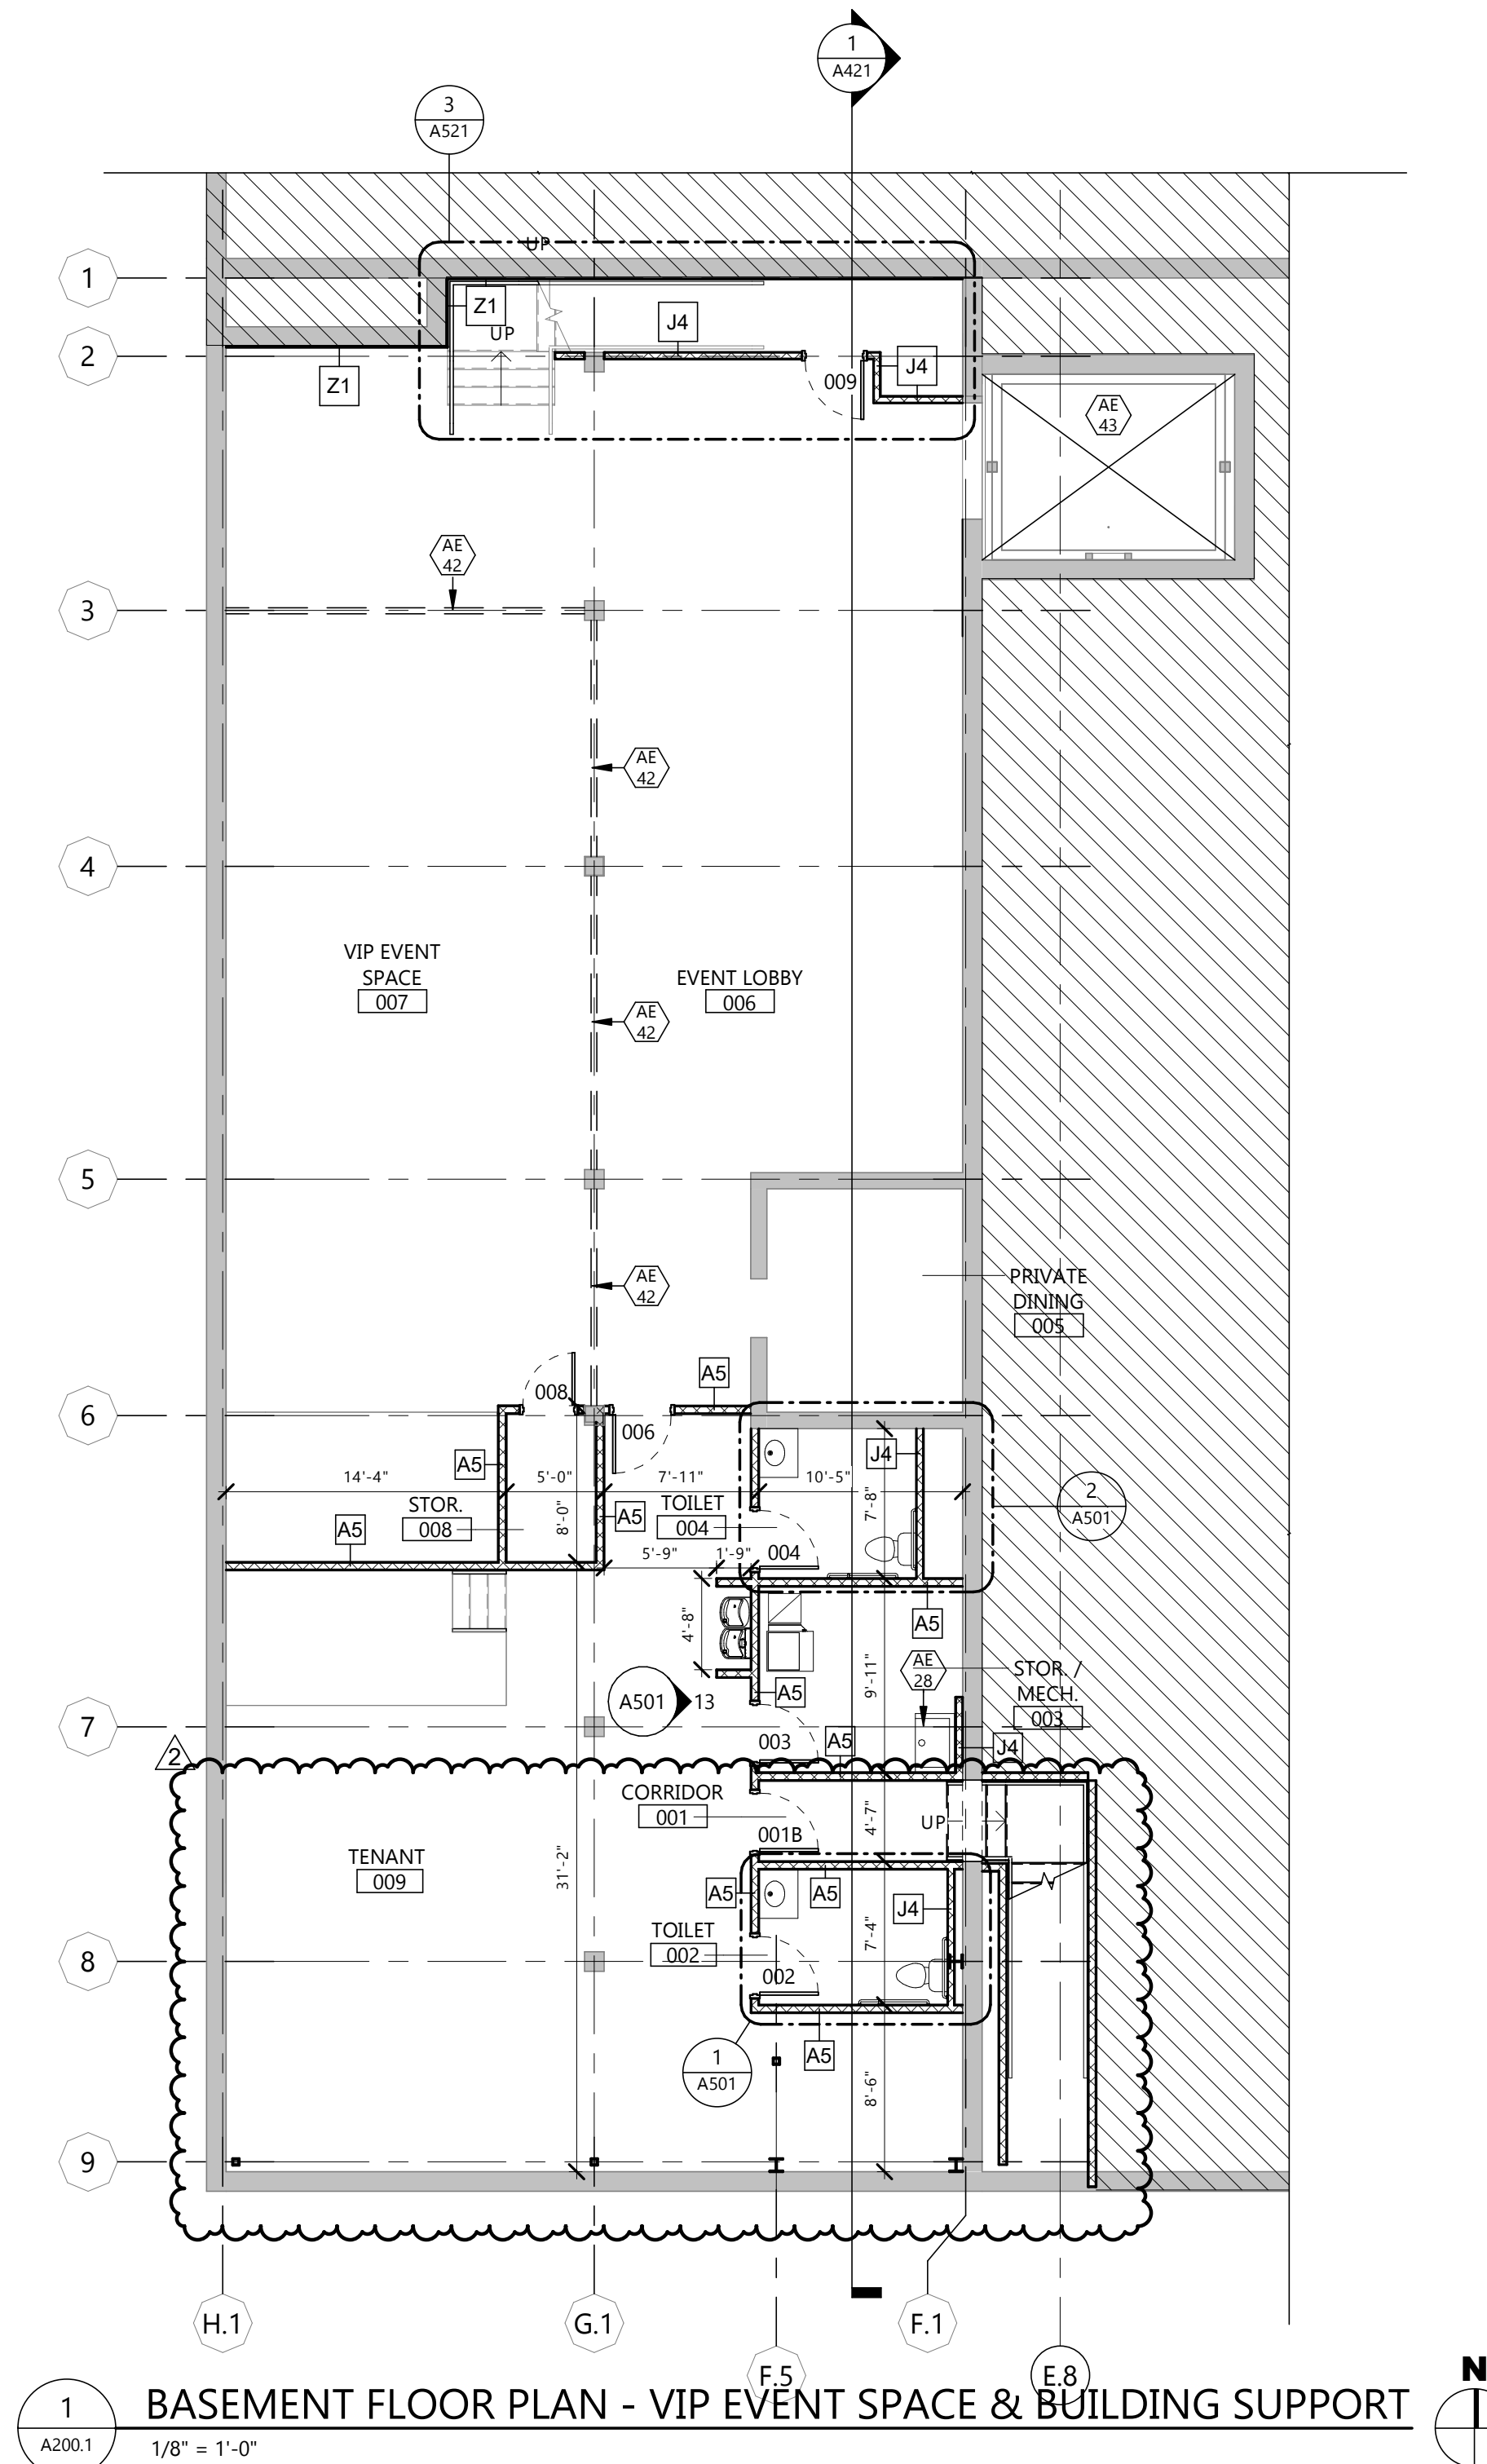 1
A421
3
A521
UP
1
Z1
J4
UP
2
Z1
009
J4
AE
43
AE
42
3
AE
42
4
VIP EVENT
SPACE
007
EVENT LOBBY
006
AE
42
5
AE
42
PRIVATE
DINING
005
A5
008
6
006
A5
J4
14'-4"
5'-0"
7'-11"
10'-5"
7'-8"
2
A501
STOR.
008
8'-0"
A5
TOILET
004
A5
004
5'-9"
1'-9"
4'-8"
A5
9'-11"
AE
28
STOR. /
MECH.
003
A5
A501
13
7
003
A5
J4
2
CORRIDOR
001
001B
4'-7"
UP
TENANT
009
31'-2"
A5
A5
J4
TOILET
002
7'-4"
8
002
A5
1
A501
8'-6"
9
H.1
G.1
F.5
F.1
E.8
N
1
A200.1
BASEMENT FLOOR PLAN - VIP EVENT SPACE & BUILDING SUPPORT
1/8" = 1'-0"